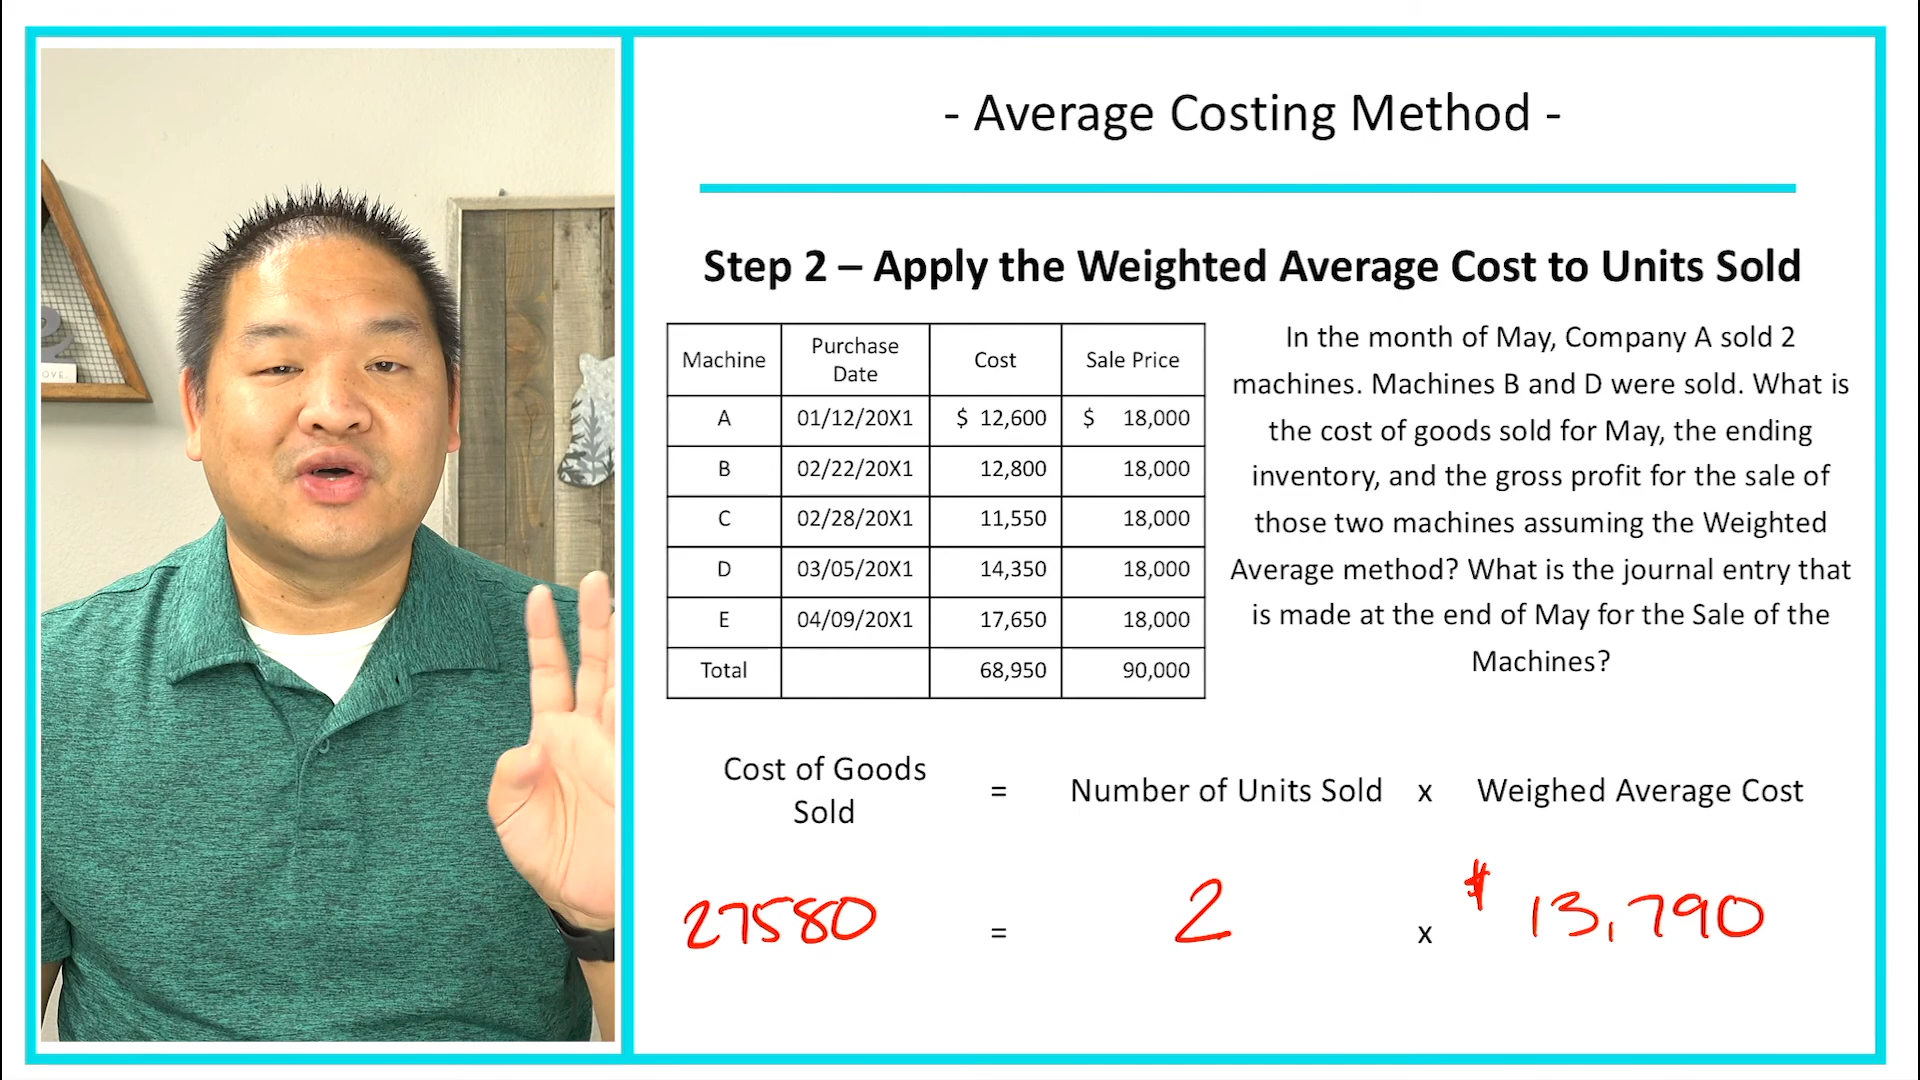 OVE.
- Average Costing Method -
Step 2 – Apply the Weighted Average Cost to Units Sold
Machine Purchase Date Cost Sale Price
A 01/12/20X1 $ 12,600 $ 18,000
B 02/22/20X1 12,800 18,000
C 02/28/20X1 11,550 18,000
D 03/05/20X1 14,350 18,000
E 04/09/20X1 17,650 18,000
Total 68,950 90,000
In the month of May, Company A sold 2
machines. Machines B and D were sold. What is
the cost of goods sold for May, the ending
inventory, and the gross profit for the sale of
those two machines assuming the Weighted
Average method? What is the journal entry that
is made at the end of May for the Sale of the
Machines?
Cost of Goods
Sold
= Number of Units Sold x Weighed Average Cost
27580 = 2 x $ 13,790